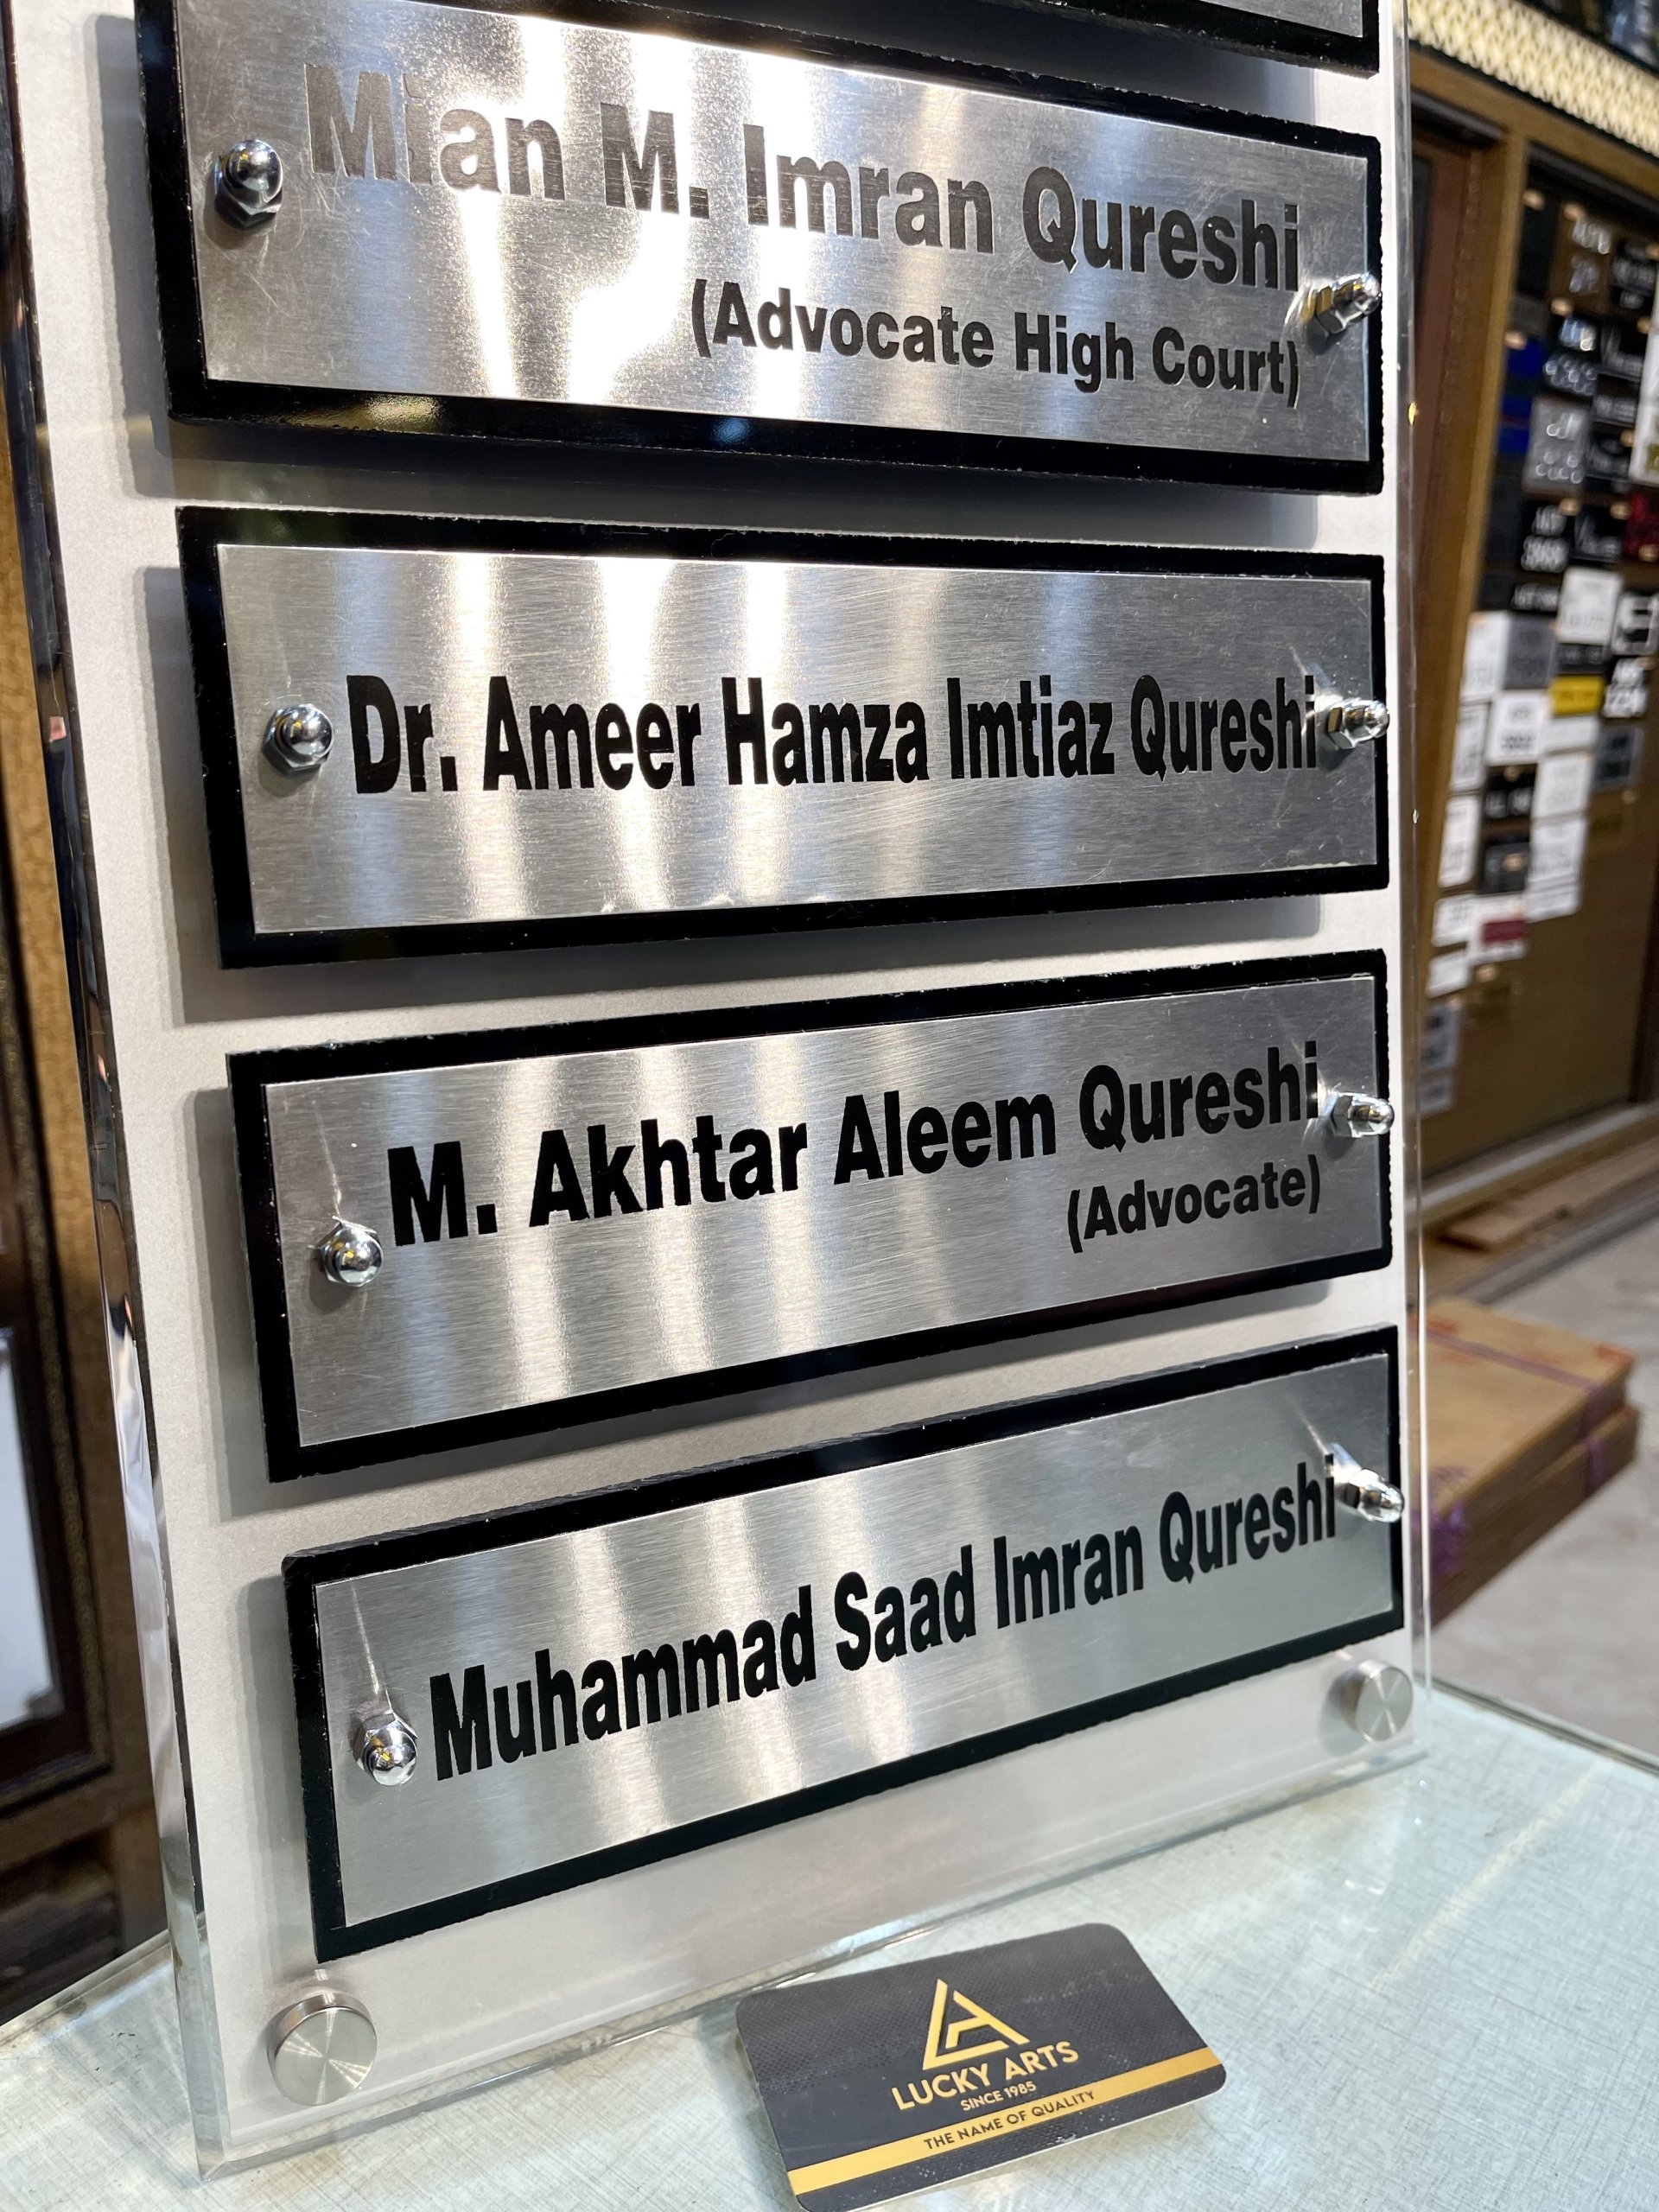 Mian M. Imran Qureshi
(Advocate High Court)
Dr. Ameer Hamza Imtiaz Qureshi
M. Akhtar Aleem Qureshi
(Advocate)
Muhammad Saad Imran Qureshi
LUCKY ARTS
SINCE 1985
THE NAME OF QUALITY